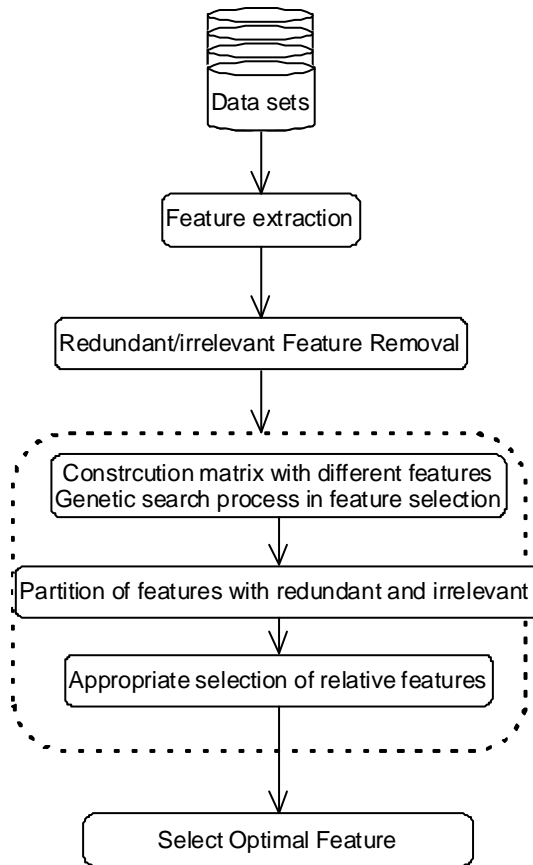 Data sets
Feature extraction
Redundant/irrelevant Feature Removal
Constrcution matrix with different features
Genetic search process in feature selection
Partition of features with redundant and irrelevant
Appropriate selection of relative features
Select Optimal Feature